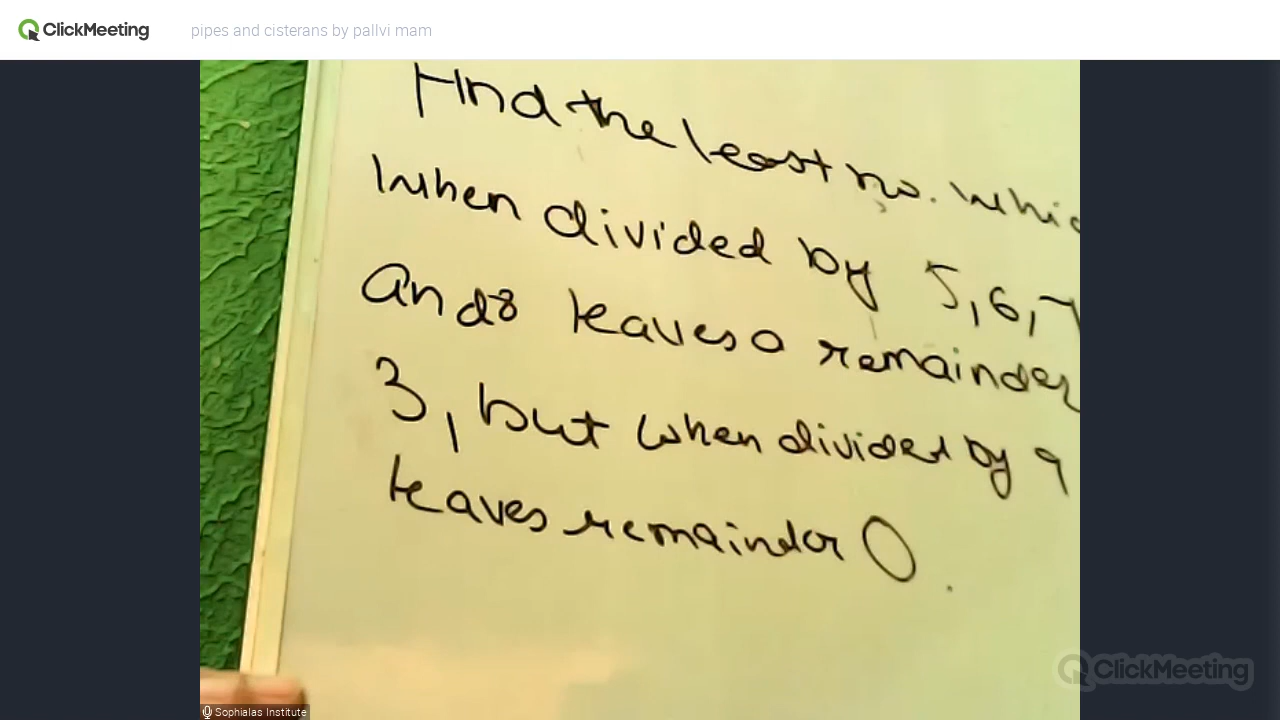 ClickMeeting
pipes and cisterans by pallvi mam
Find the least no. whic
when divided by 5, 6, 7
and 8 leaves a remainder
3, but when divided by 9
leaves remainder 0.
ClickMeeting
Sophialas Institute